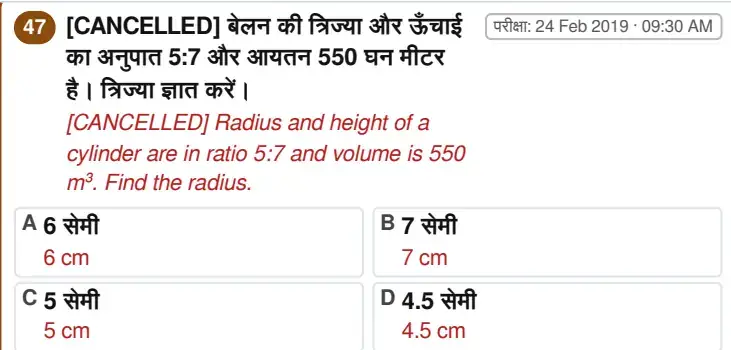 47 [CANCELLED] बेलन की त्रिज्या और ऊँचाई परीक्षा: 24 Feb 2019 · 09:30 AM
का अनुपात 5:7 और आयतन 550 घन मीटर
है। त्रिज्या ज्ञात करें।
[CANCELLED] Radius and height of a
cylinder are in ratio 5:7 and volume is 550
m³. Find the radius.
A 6 सेमी
6 cm
B 7 सेमी
7 cm
C 5 सेमी
5 cm
D 4.5 सेमी
4.5 cm